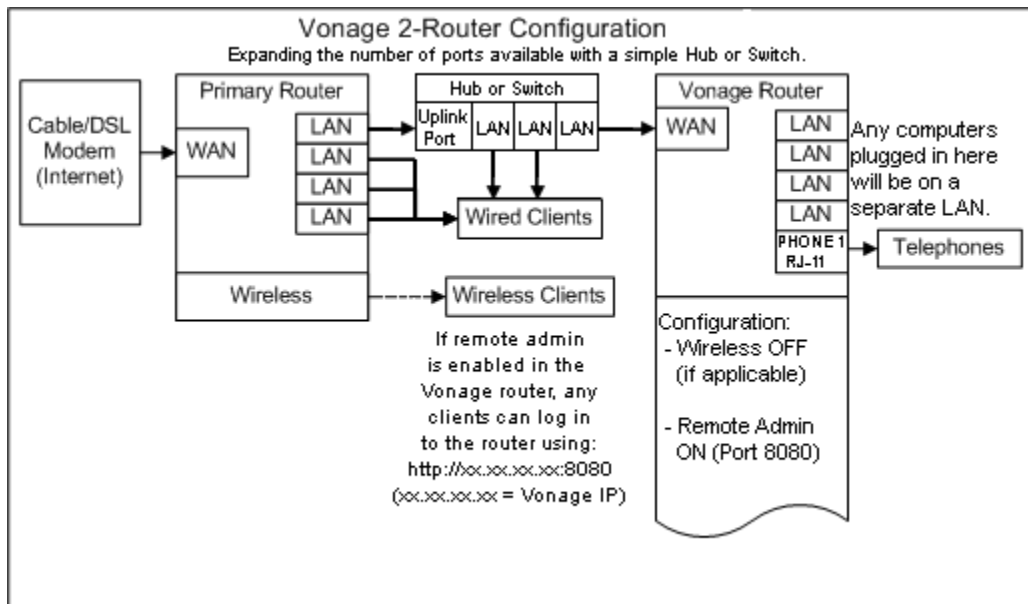 Vonage 2-Router Configuration
Expanding the number of ports available with a simple Hub or Switch.
Cable/DSL
Modem
(Internet)
Primary Router
WAN
LAN
LAN
LAN
LAN
Wireless
Hub or Switch
Uplink
Port
LAN
LAN
LAN
Wired Clients
Wireless Clients
If remote admin
is enabled in the
Vonage router, any
clients can log in
to the router using:
http://xx.xx.xx.xx:8080
(xx.xx.xx.xx = Vonage IP)
Vonage Router
WAN
LAN
LAN
LAN
LAN
PHONE 1
RJ-11
Any computers
plugged in here
will be on a
separate LAN.
Telephones
Configuration:
- Wireless OFF
(if applicable)
- Remote Admin
ON (Port 8080)